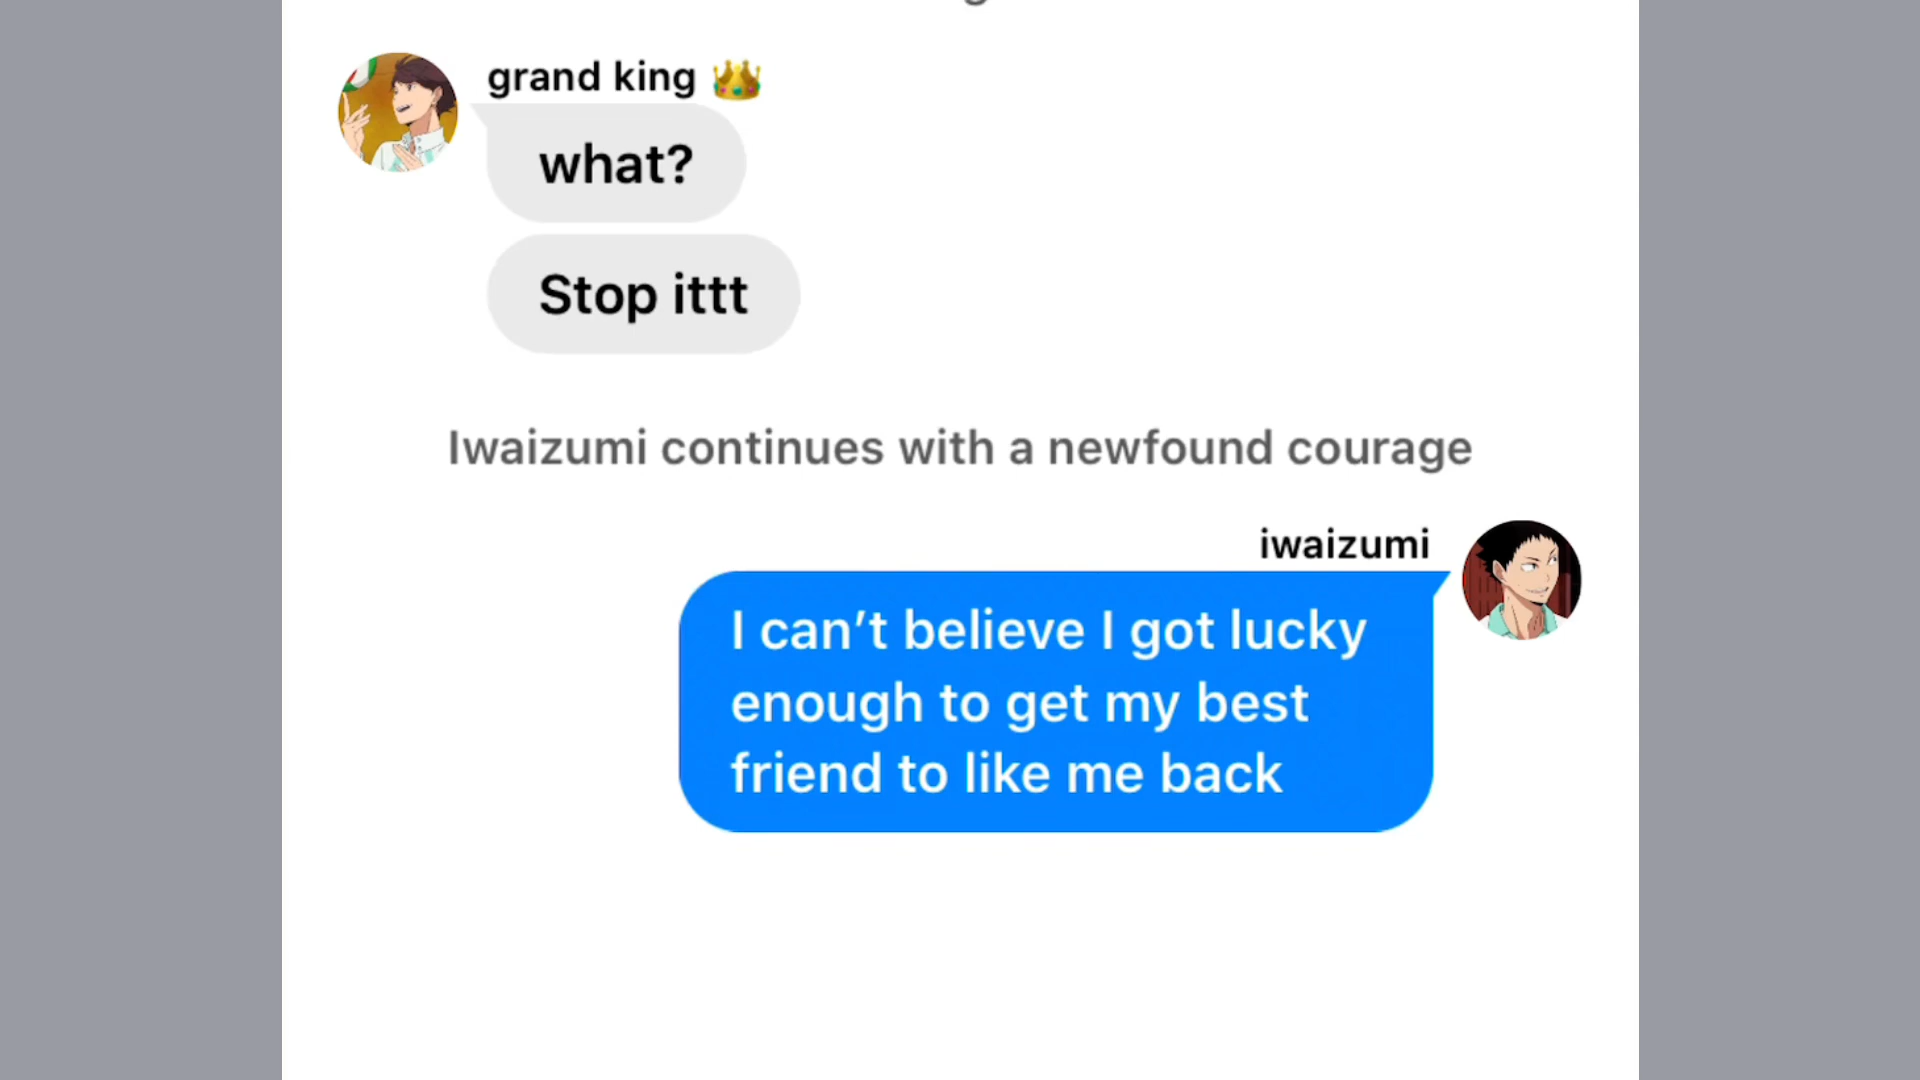 grand king 👑
what?
Stop ittt
Iwaizumi continues with a newfound courage
iwaizumi
I can’t believe I got lucky
enough to get my best
friend to like me back